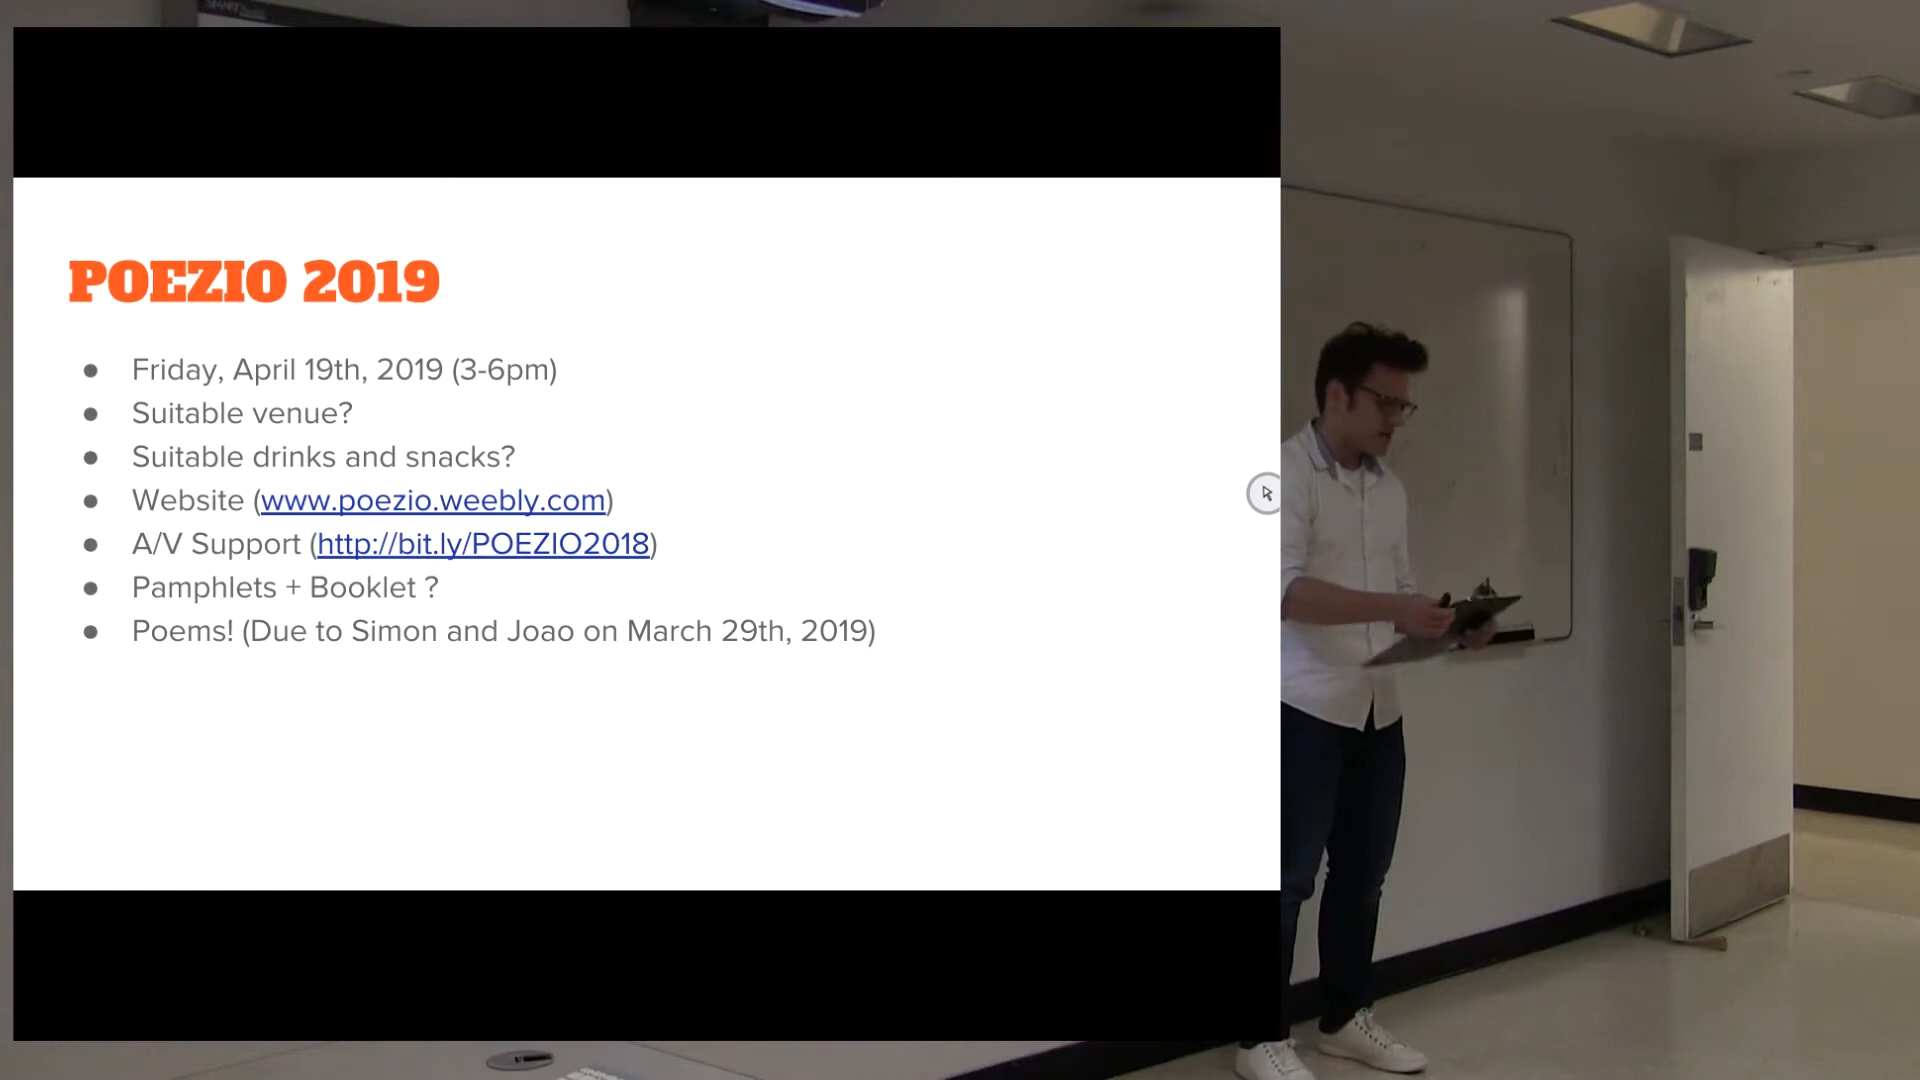 POEZIO 2019
● Friday, April 19th, 2019 (3-6pm)
● Suitable venue?
● Suitable drinks and snacks?
● Website (www.poezio.weebly.com)
● A/V Support (http://bit.ly/POEZIO2018)
● Pamphlets + Booklet ?
● Poems! (Due to Simon and Joao on March 29th, 2019)